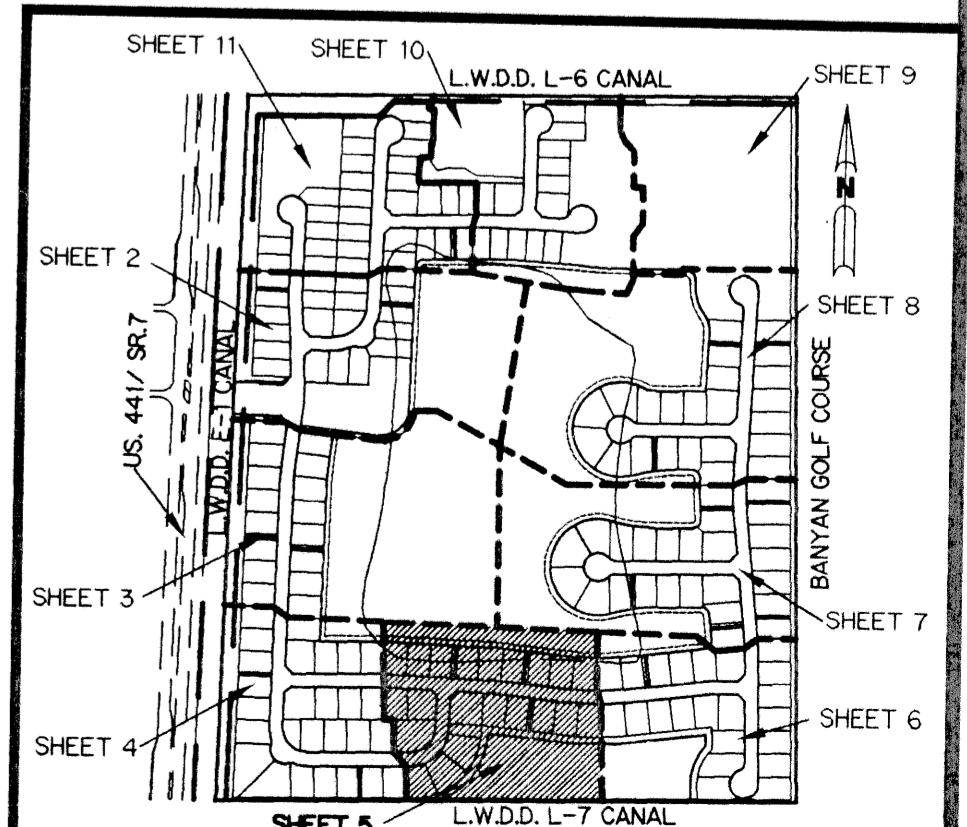 SHEET 11
SHEET 10
L.W.D.D. L-6 CANAL
SHEET 9
N
SHEET 2
SHEET 8
US. 441/ SR.7
L.W.D.D. E-1 CANAL
BANYAN GOLF COURSE
SHEET 3
SHEET 7
SHEET 4
SHEET 6
SHEET 5
L.W.D.D. L-7 CANAL